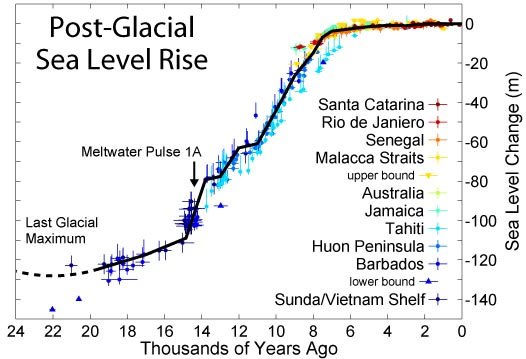 Post-Glacial
Sea Level Rise
Meltwater Pulse 1A
Last Glacial
Maximum
Santa Catarina
Rio de Janiero
Senegal
Malacca Straits
upper bound
Australia
Jamaica
Tahiti
Huon Peninsula
Barbados
lower bound
Sunda/Vietnam Shelf
0
-20
-40
-60
-80
-100
-120
-140
Sea Level Change (m)
24 22 20 18 16 14 12 10 8 6 4 2 0
Thousands of Years Ago